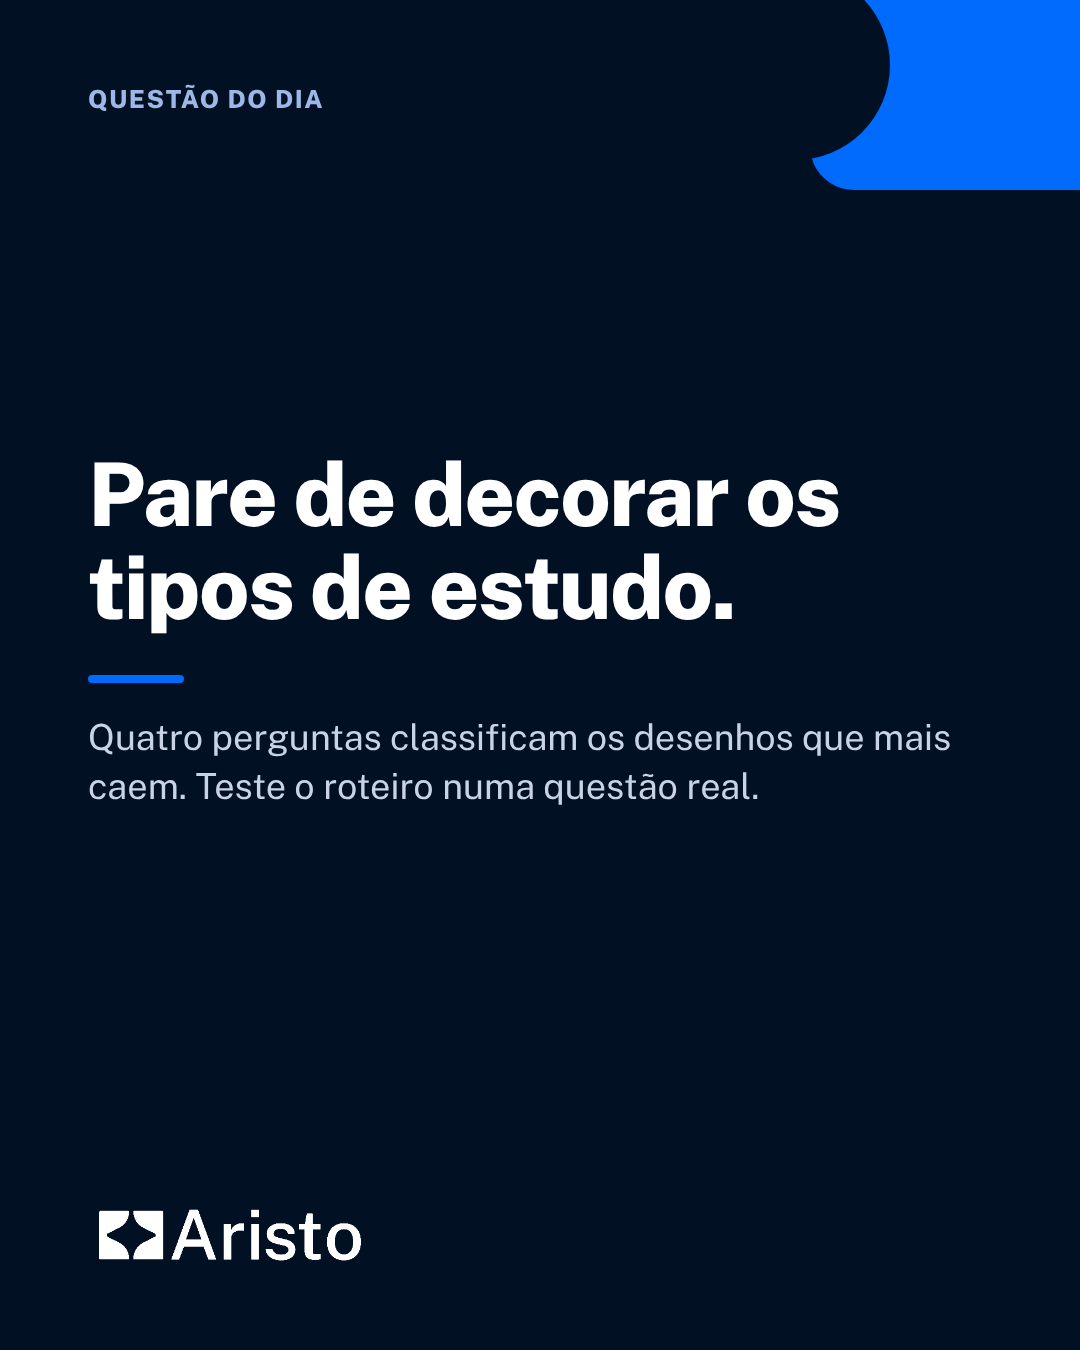 QUESTÃO DO DIA
Pare de decorar os
tipos de estudo.
Quatro perguntas classificam os desenhos que mais
caem. Teste o roteiro numa questão real.
Aristo